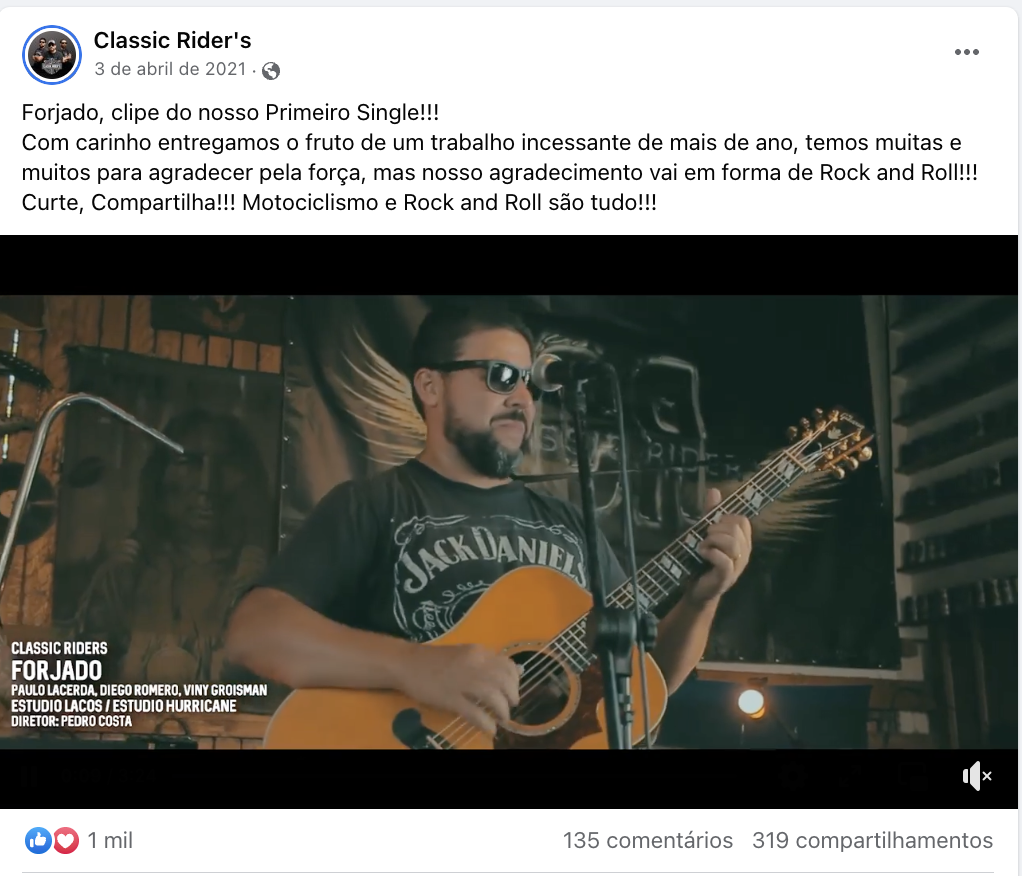 Classic Rider's
3 de abril de 2021 ·
Forjado, clipe do nosso Primeiro Single!!!
Com carinho entregamos o fruto de um trabalho incessante de mais de ano, temos muitas e
muitos para agradecer pela força, mas nosso agradecimento vai em forma de Rock and Roll!!!
Curte, Compartilha!!! Motociclismo e Rock and Roll são tudo!!!
JACK DANIEL'S
CLASSIC RIDERS
FORJADO
PAULO LACERDA, DIEGO ROMERO, VINY GROISMAN
ESTUDIO LACOS / ESTUDIO HURRICANE
DIRETOR: PEDRO COSTA
1 mil
135 comentários 319 compartilhamentos